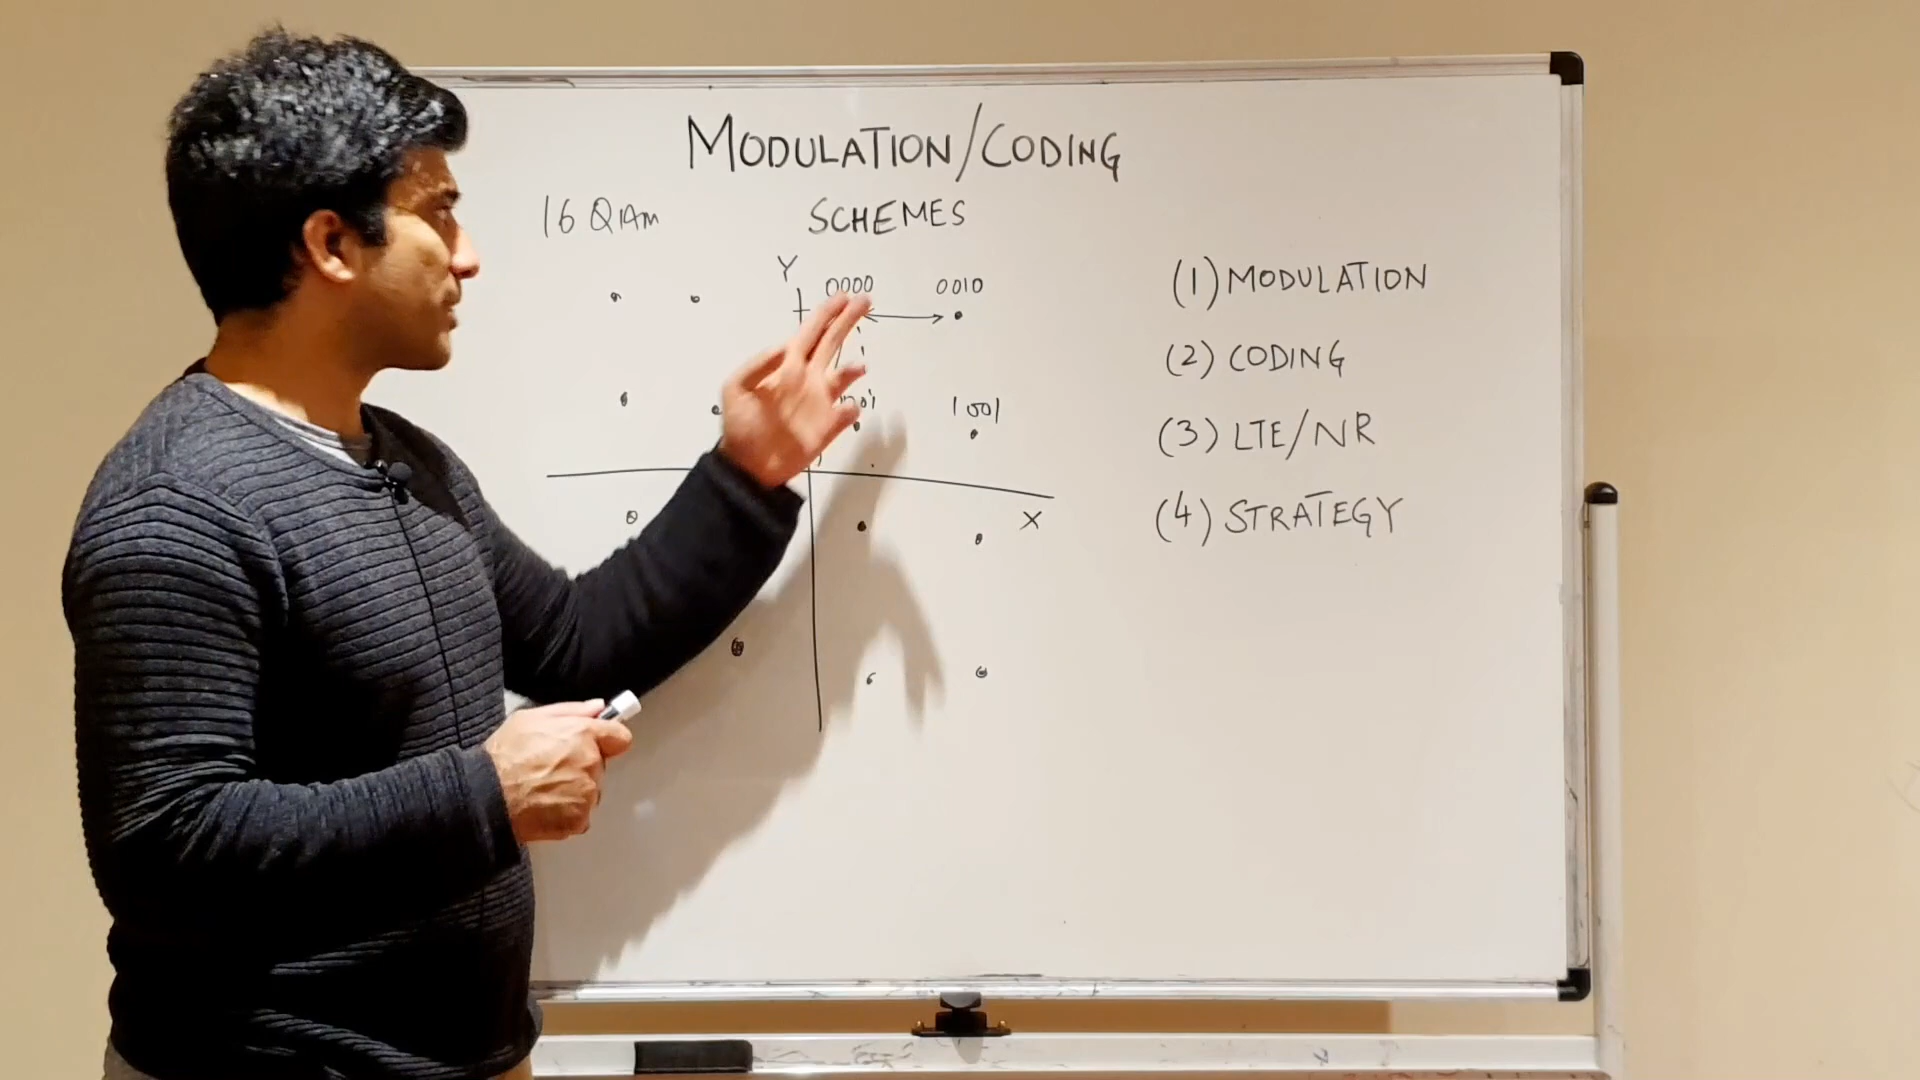 MODULATION/CODING
16 QAM SCHEMES
Y
0000 0010
1001
X
(1) MODULATION
(2) CODING
(3) LTE/NR
(4) STRATEGY